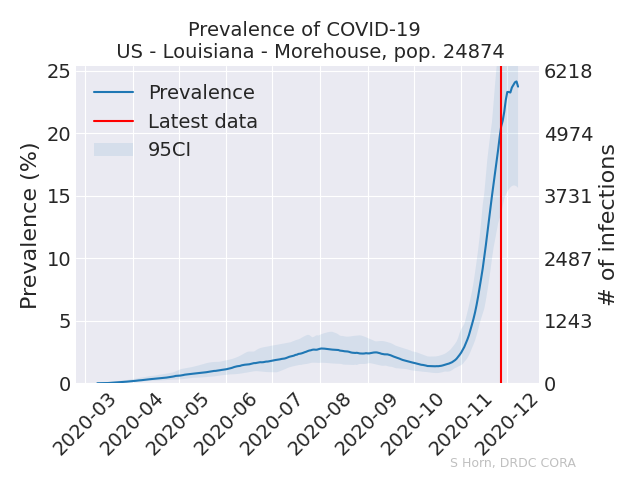 Prevalence of COVID-19
US - Louisiana - Morehouse, pop. 24874
Prevalence
Latest data
95CI
Prevalence (%)
25
20
15
10
5
0
6218
4974
3731
2487
1243
0
# of infections
2020-03
2020-04
2020-05
2020-06
2020-07
2020-08
2020-09
2020-10
2020-11
2020-12
S Horn, DRDC CORA